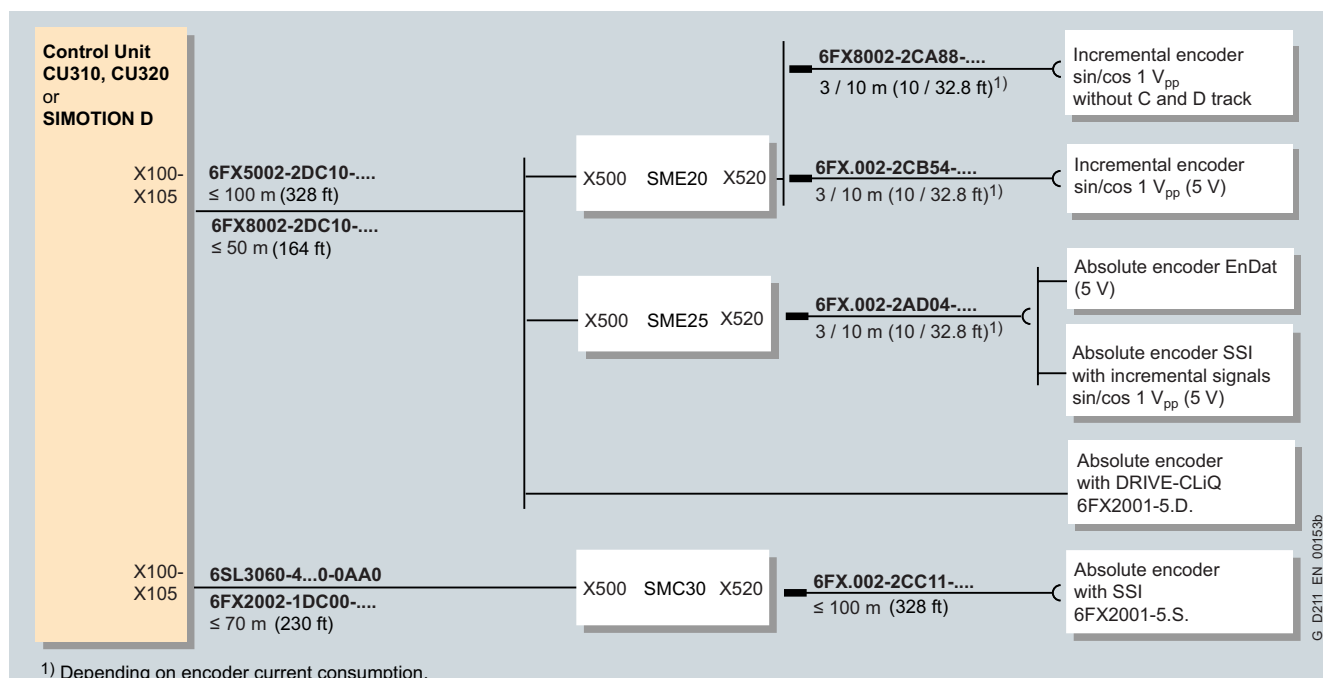 Control Unit
CU310, CU320
or
SIMOTION D
X100-
X105
6FX5002-2DC10-....
≤ 100 m (328 ft)
6FX8002-2DC10-....
≤ 50 m (164 ft)
X500 SME20 X520
6FX8002-2CA88-....
3 / 10 m (10 / 32.8 ft)1)
Incremental encoder
sin/cos 1 Vpp
without C and D track
6FX.002-2CB54-....
3 / 10 m (10 / 32.8 ft)1)
Incremental encoder
sin/cos 1 Vpp (5 V)
X500 SME25 X520
6FX.002-2AD04-....
3 / 10 m (10 / 32.8 ft)1)
Absolute encoder EnDat
(5 V)
Absolute encoder SSI
with incremental signals
sin/cos 1 Vpp (5 V)
Absolute encoder
with DRIVE-CLiQ
6FX2001-5.D.
X100-
X105
6SL3060-4...0-0AA0
6FX2002-1DC00-....
≤ 70 m (230 ft)
X500 SMC30 X520
6FX.002-2CC11-....
≤ 100 m (328 ft)
Absolute encoder
with SSI
6FX2001-5.S.
G_D211_EN_00153b
1) Depending on encoder current consumption.